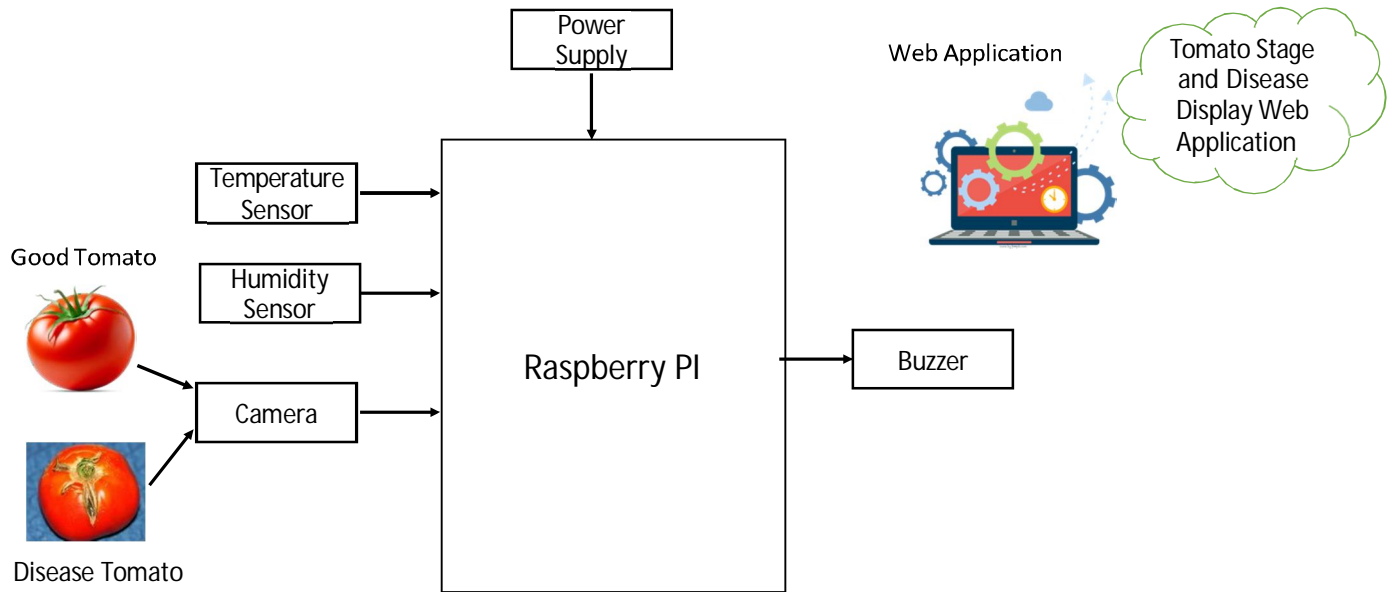 Power
Supply
Web Application
Tomato Stage
and Disease
Display Web
Application
Temperature
Sensor
Good Tomato
Humidity
Sensor
Raspberry PI
Buzzer
Camera
Disease Tomato